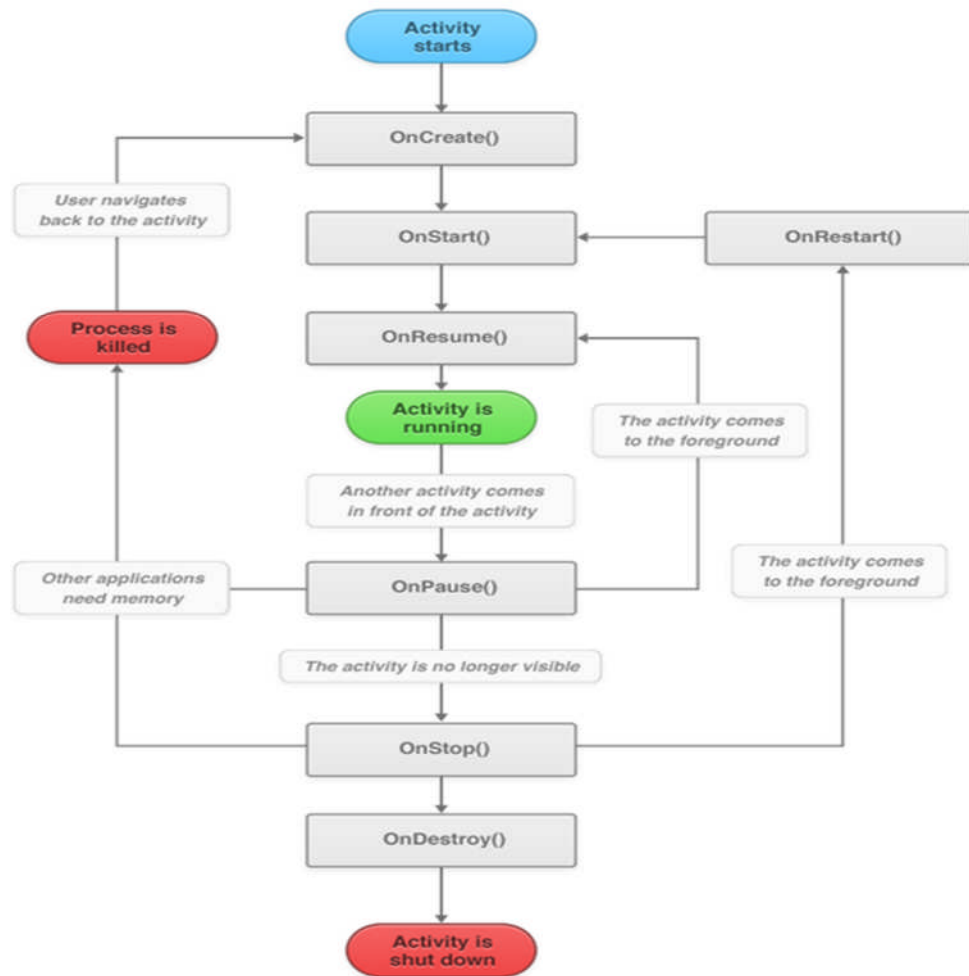 Activity
starts
OnCreate()
User navigates
back to the activity
OnStart()
OnRestart()
Process is
killed
OnResume()
Activity is
running
The activity comes
to the foreground
Another activity comes
in front of the activity
Other applications
need memory
OnPause()
The activity comes
to the foreground
The activity is no longer visible
OnStop()
OnDestroy()
Activity is
shut down